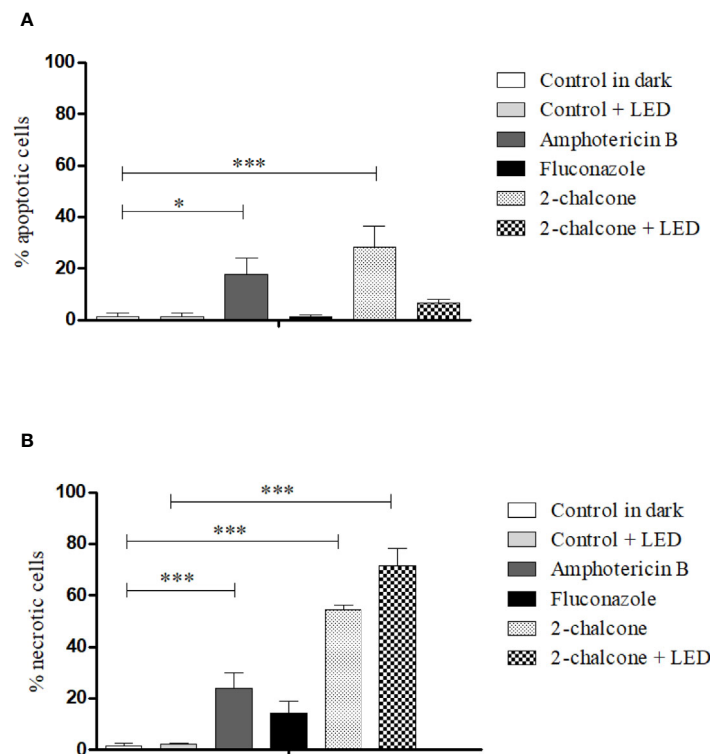 A
% apoptotic cells
100
80
60
40
20
0
***
*
Control in dark
Control + LED
Amphotericin B
Fluconazole
2-chalcone
2-chalcone + LED
B
% necrotic cells
100
80
60
40
20
0
***
***
***
Control in dark
Control + LED
Amphotericin B
Fluconazole
2-chalcone
2-chalcone + LED